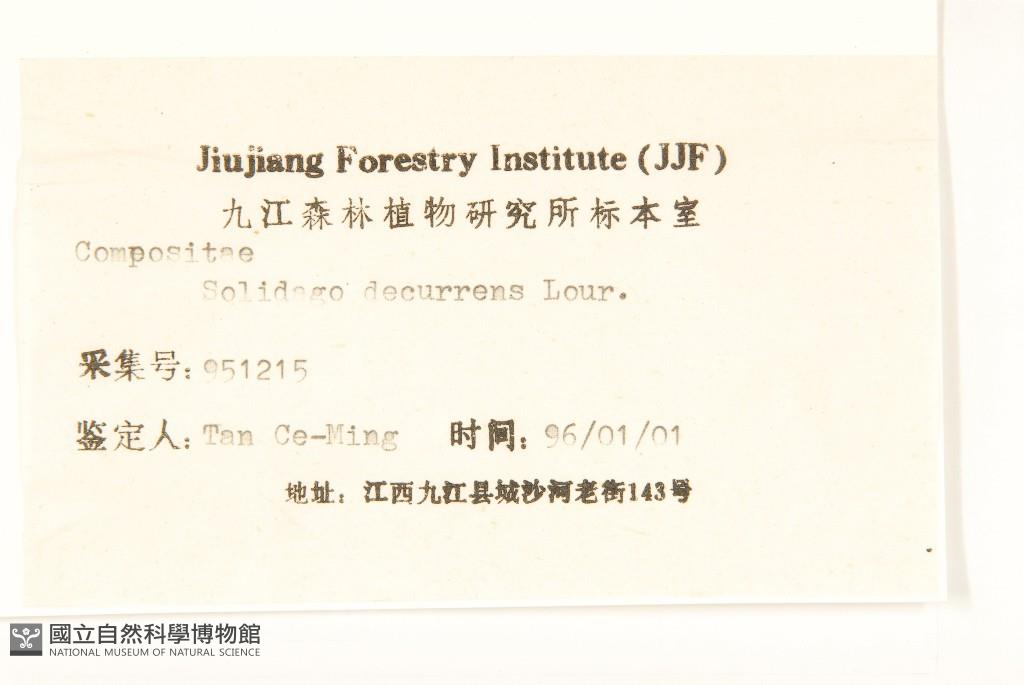 Jiujiang Forestry Institute (JJF)
九江森林植物研究所标本室
Compositae
Solidago decurrens Lour.
采集号: 951215
鉴定人: Tan Ce-Ming 时间: 96/01/01
地址: 江西九江县城沙河老街143号
國立自然科學博物館
NATIONAL MUSEUM OF NATURAL SCIENCE